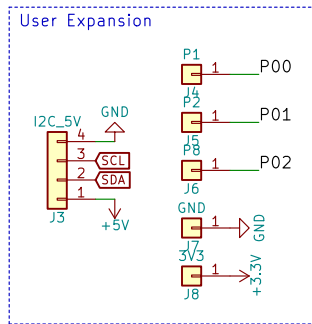 User Expansion
I2C_5V
GND
4
3
SCL
2
SDA
1
+5V
J3
P1
1
P00
J4
P2
1
P01
J5
P8
1
P02
J6
GND
1
GND
J7
3V3
1
+3.3V
J8